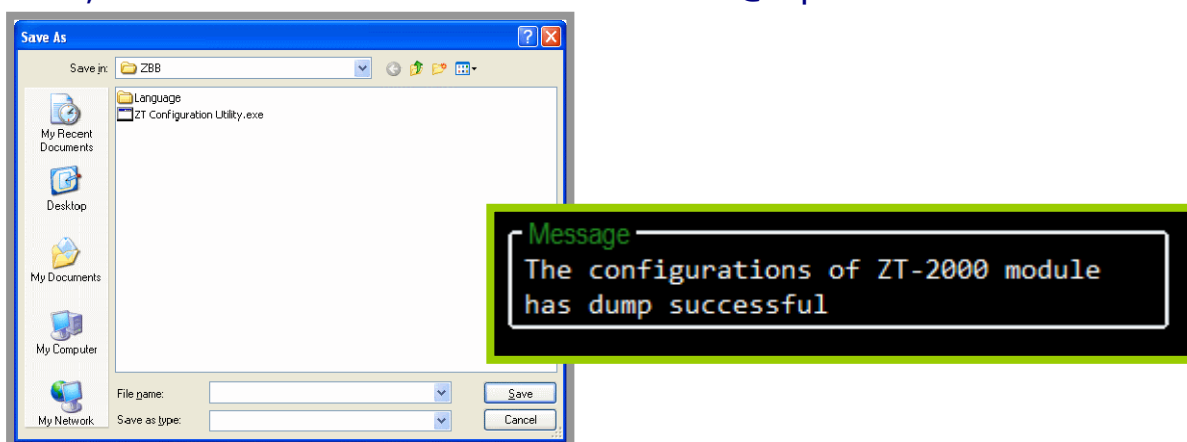 Save As
Save in: ZBB
Language
ZT Configuration Utility.exe
My Recent
Documents
Desktop
My Documents
My Computer
My Network
File name:
Save
Save as type:
Cancel
Message
The configurations of ZT-2000 module
has dump successful